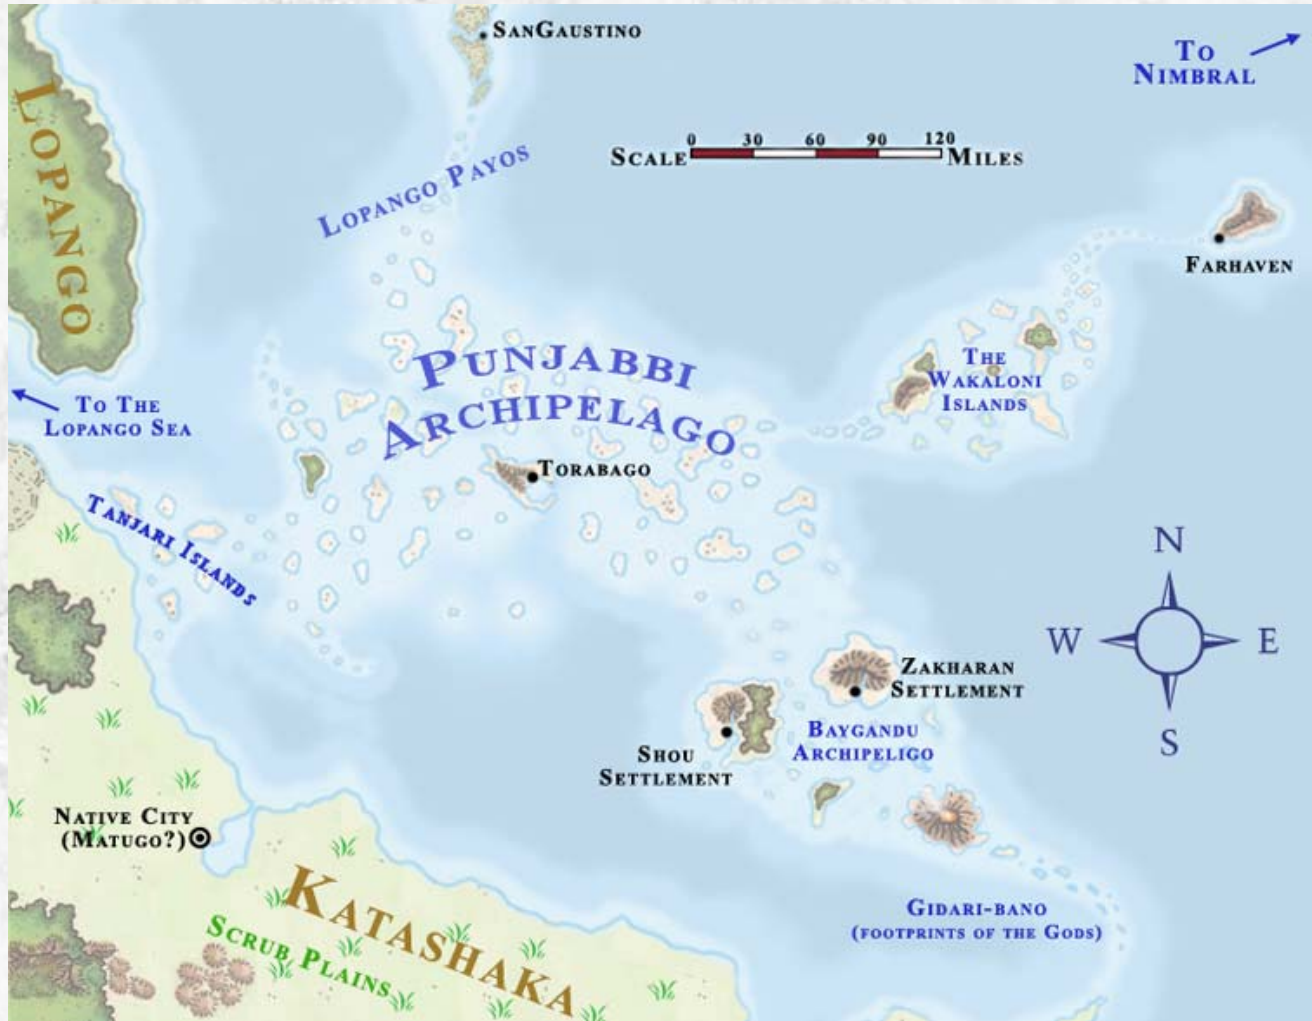 SanGaustino
To
Nimbral
0 30 60 90 120
Scale Miles
Lopango
Lopango Payos
Farhaven
Punjabbi
Archipelago
The
Wakaloni
Islands
To The
Lopango Sea
Torabago
Tanjari Islands
N
W E
S
Zakharan
Settlement
Baygandu
Archipeligo
Shou
Settlement
Native City
(Matugo?)
Katashaka
Scrub Plains
Gidari-bano
(footprints of the Gods)